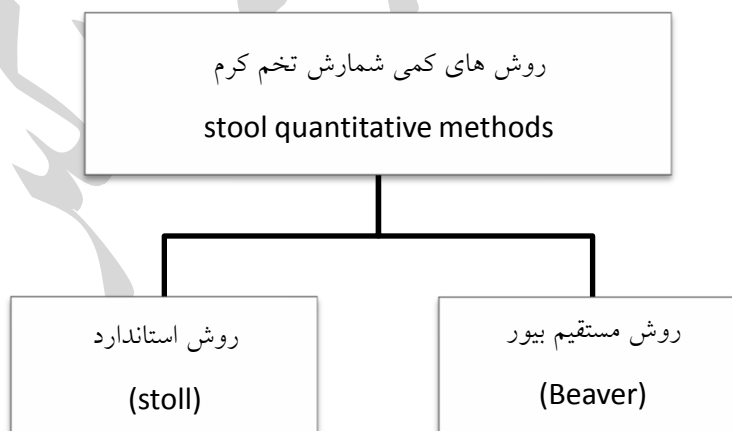 روش های کمی شمارش تخم کرم
stool quantitative methods
روش مستقیم بیور
(Beaver)
روش استاندارد
(stoll)